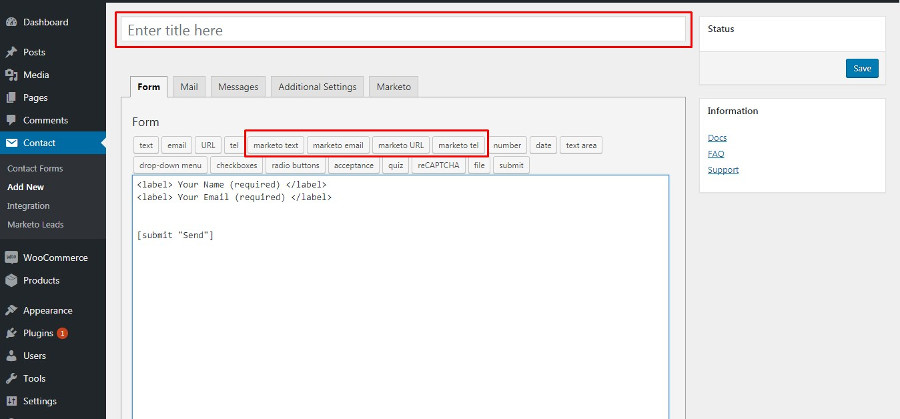 Dashboard
Posts
Media
Pages
Comments
Contact
Contact Forms
Add New
Integration
Marketo Leads
WooCommerce
Products
Appearance
Plugins 1
Users
Tools
Settings
Enter title here
Form Mail Messages Additional Settings Marketo
Form
text email URL tel marketo text marketo email marketo URL marketo tel number date text area
drop-down menu checkboxes radio buttons acceptance quiz reCAPTCHA file submit
<label> Your Name (required) </label>
<label> Your Email (required) </label>
[submit "Send"]
Status
Save
Information
Docs
FAQ
Support